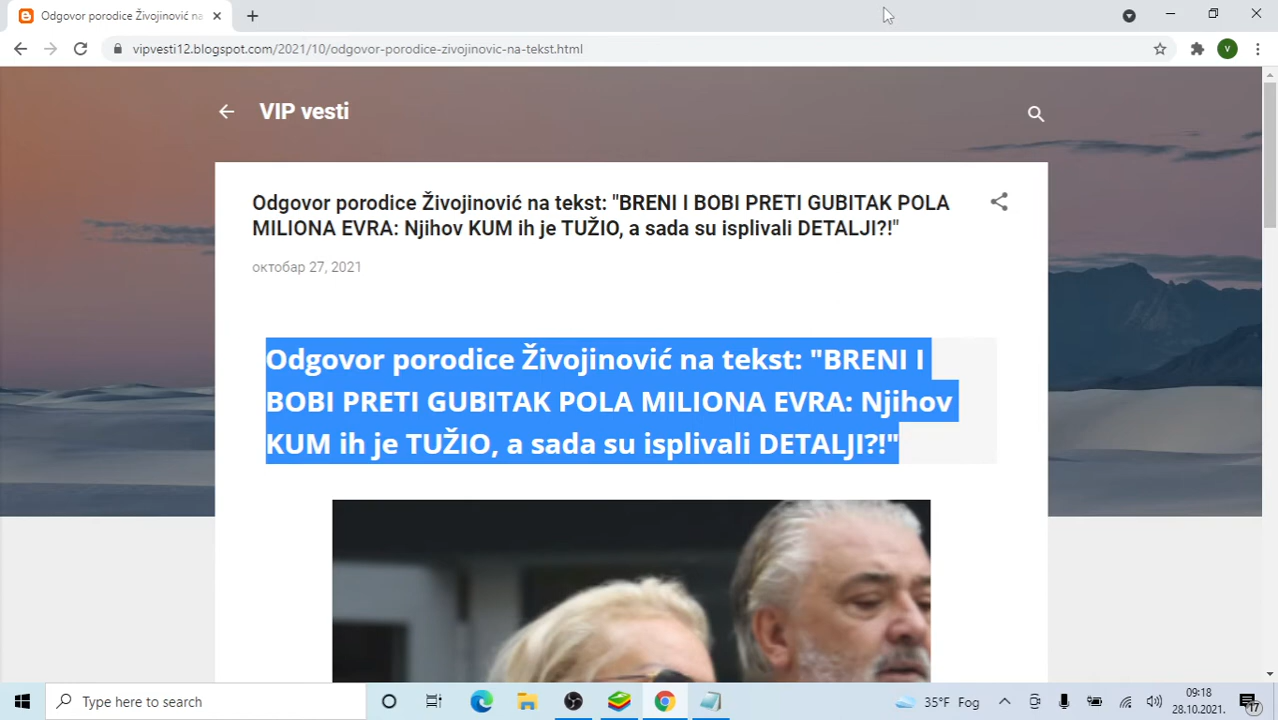 Odgovor porodice Živojinović na
vipvesti12.blogspot.com/2021/10/odgovor-porodice-zivojinovic-na-tekst.html
V
VIP vesti
Odgovor porodice Živojinović na tekst: "BRENI I BOBI PRETI GUBITAK POLA
MILIONA EVRA: Njihov KUM ih je TUŽIO, a sada su isplivali DETALJI?!"
октобар 27, 2021
Odgovor porodice Živojinović na tekst: "BRENI I
BOBI PRETI GUBITAK POLA MILIONA EVRA: Njihov
KUM ih je TUŽIO, a sada su isplivali DETALJI?!"
Type here to search
35°F Fog
09:18
28.10.2021.
17